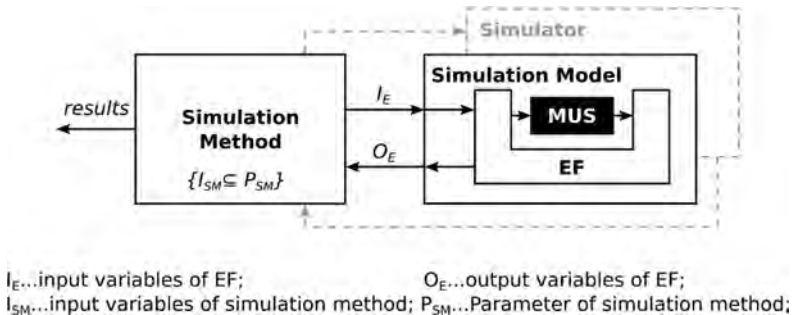 Simulator
Simulation Model
results
Simulation
Method
{I_SM ⊆ P_SM}
I_E
O_E
MUS
EF
I_E...input variables of EF; O_E...output variables of EF;
I_SM...input variables of simulation method; P_SM...Parameter of simulation method;